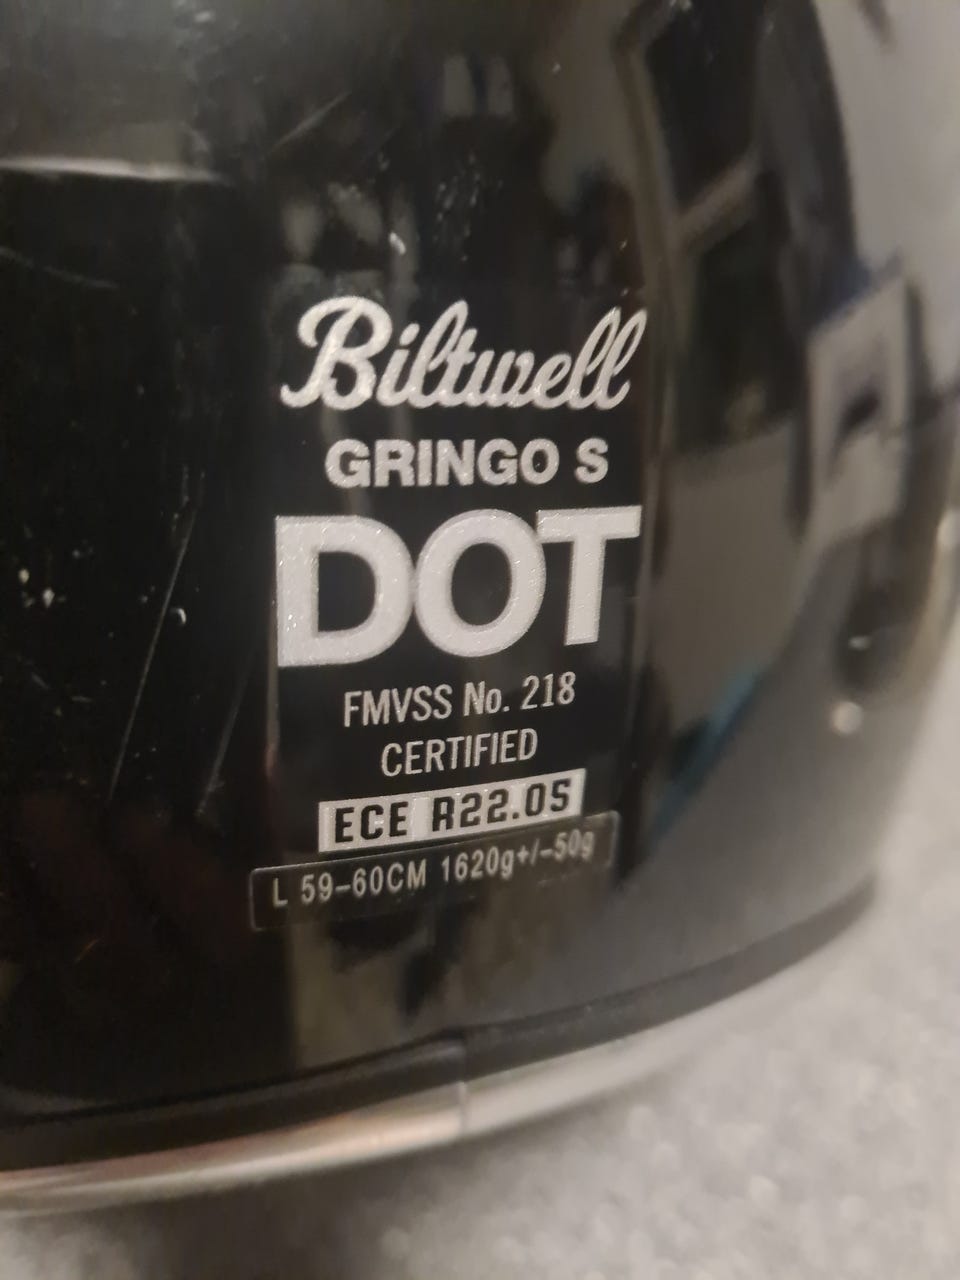 Biltwell
GRINGO S
DOT
FMVSS No. 218
CERTIFIED
ECE R22.05
L 59-60CM 1620g+/-50g